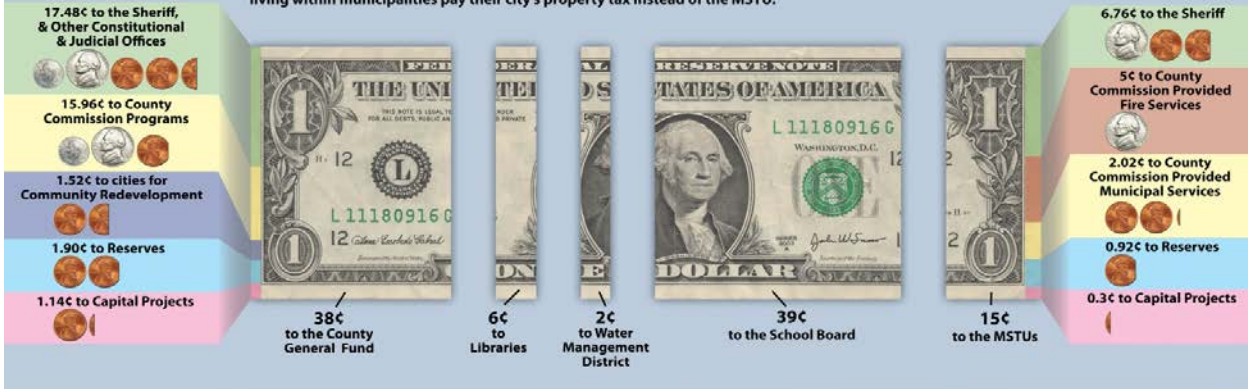 living within municipalities pay their city's property tax instead of the MSTU.
17.48¢ to the Sheriff,
& Other Constitutional
& Judicial Offices
15.96¢ to County
Commission Programs
1.52¢ to cities for
Community Redevelopment
1.90¢ to Reserves
1.14¢ to Capital Projects
FEDERAL RESERVE NOTE
THE UNITED STATES OF AMERICA
L 11180916 G
WASHINGTON, D.C.
12
L
L 11180916 G
12
ONE DOLLAR
38¢
to the County
General Fund
6¢
to
Libraries
2¢
to Water
Management
District
39¢
to the School Board
15¢
to the MSTUs
6.76¢ to the Sheriff
5¢ to County
Commission Provided
Fire Services
2.02¢ to County
Commission Provided
Municipal Services
0.92¢ to Reserves
0.3¢ to Capital Projects